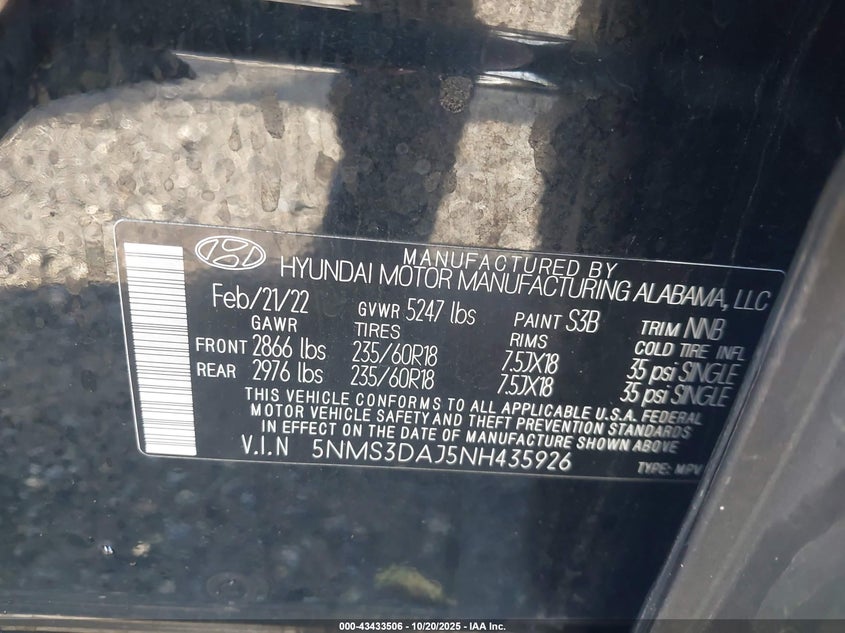 MANUFACTURED BY
HYUNDAI MOTOR MANUFACTURING ALABAMA, LLC
Feb/21/22 GVWR 5247 lbs PAINT S3B TRIM NNB
GAWR TIRES RIMS COLD TIRE INFL
FRONT 2866 lbs 235/60R18 7.5JX18 35 psi SINGLE
REAR 2976 lbs 235/60R18 7.5JX18 35 psi SINGLE
THIS VEHICLE CONFORMS TO ALL APPLICABLE U.S.A. FEDERAL
MOTOR VEHICLE SAFETY AND THEFT PREVENTION STANDARDS
IN EFFECT ON THE DATE OF MANUFACTURE SHOWN ABOVE
V.I.N 5NMS3DAJ5NH435926 TYPE: MPV
000-43433506 • 10/20/2025 • IAA Inc.